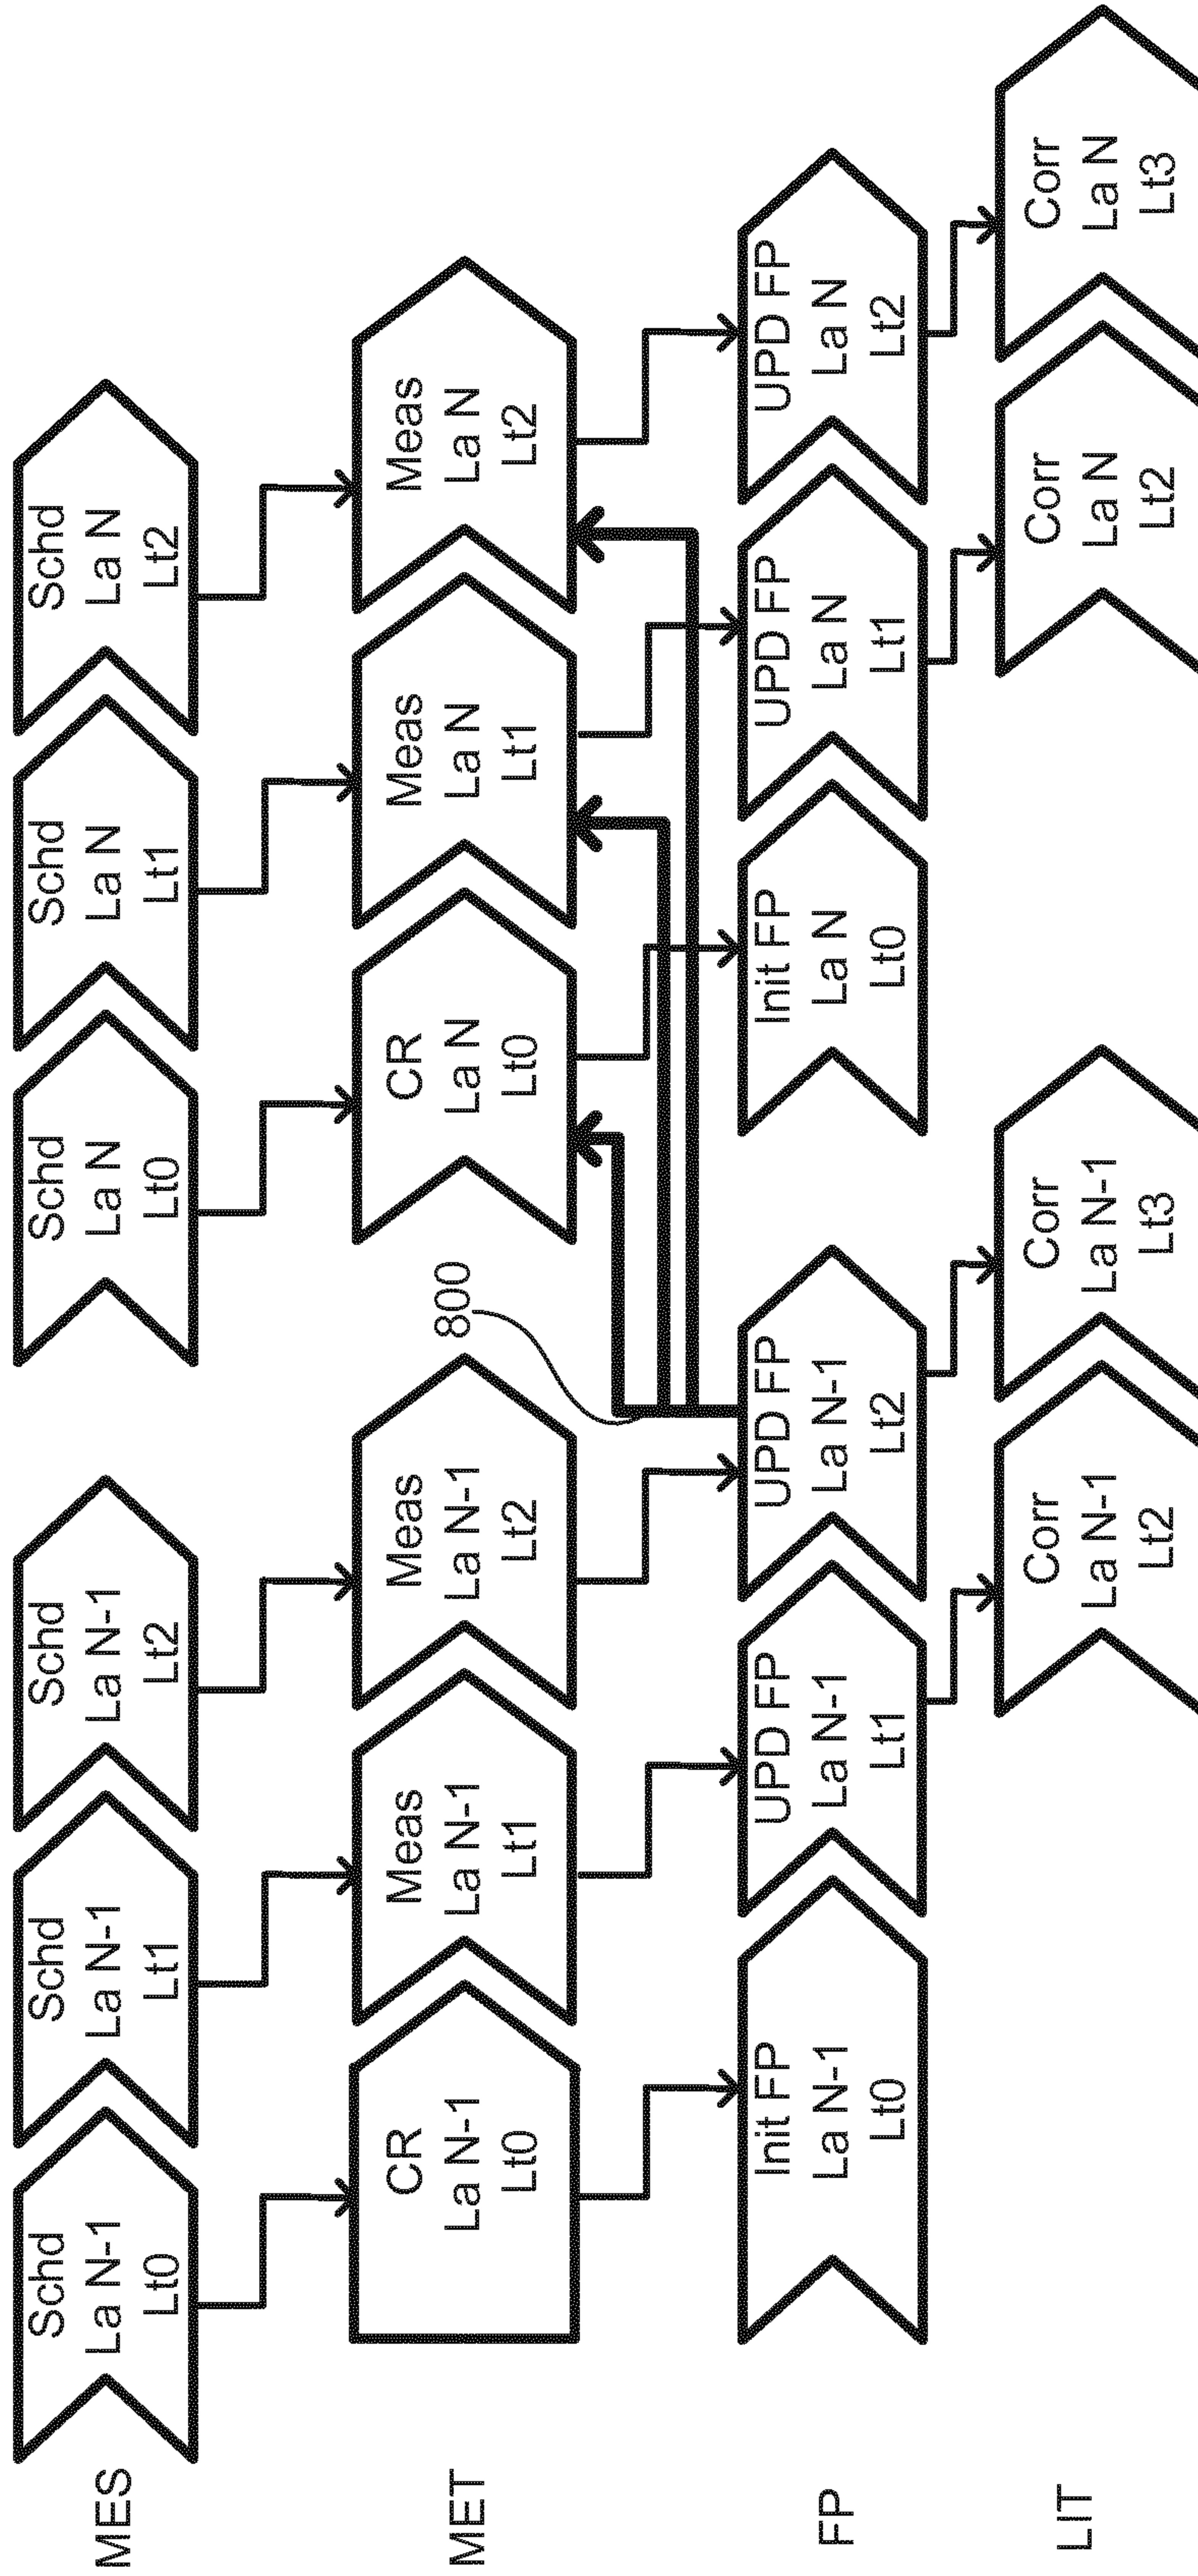 MES
Schd
La N-1
Lt0
Schd
La N-1
Lt1
Schd
La N-1
Lt2
Schd
La N
Lt0
Schd
La N
Lt1
Schd
La N
Lt2
MET
CR
La N-1
Lt0
Meas
La N-1
Lt1
Meas
La N-1
Lt2
800
CR
La N
Lt0
Meas
La N
Lt1
Meas
La N
Lt2
FP
Init FP
La N-1
Lt0
UPD FP
La N-1
Lt1
UPD FP
La N-1
Lt2
Init FP
La N
Lt0
UPD FP
La N
Lt1
UPD FP
La N
Lt2
LIT
Corr
La N-1
Lt2
Corr
La N-1
Lt3
Corr
La N
Lt2
Corr
La N
Lt3